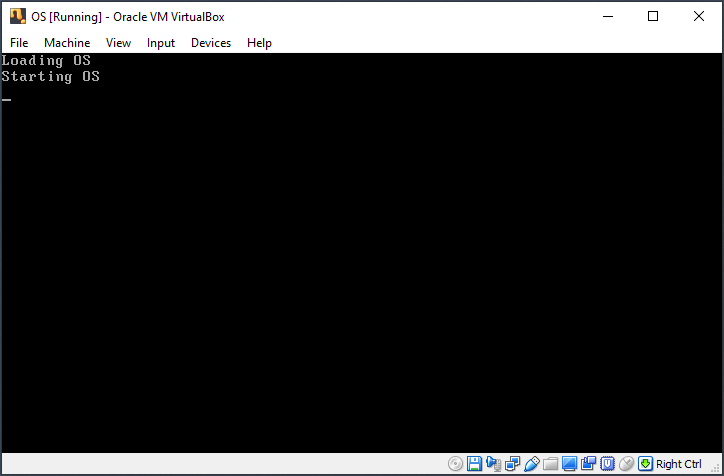 OS [Running] - Oracle VM VirtualBox
File Machine View Input Devices Help
Loading OS
Starting OS
Right Ctrl